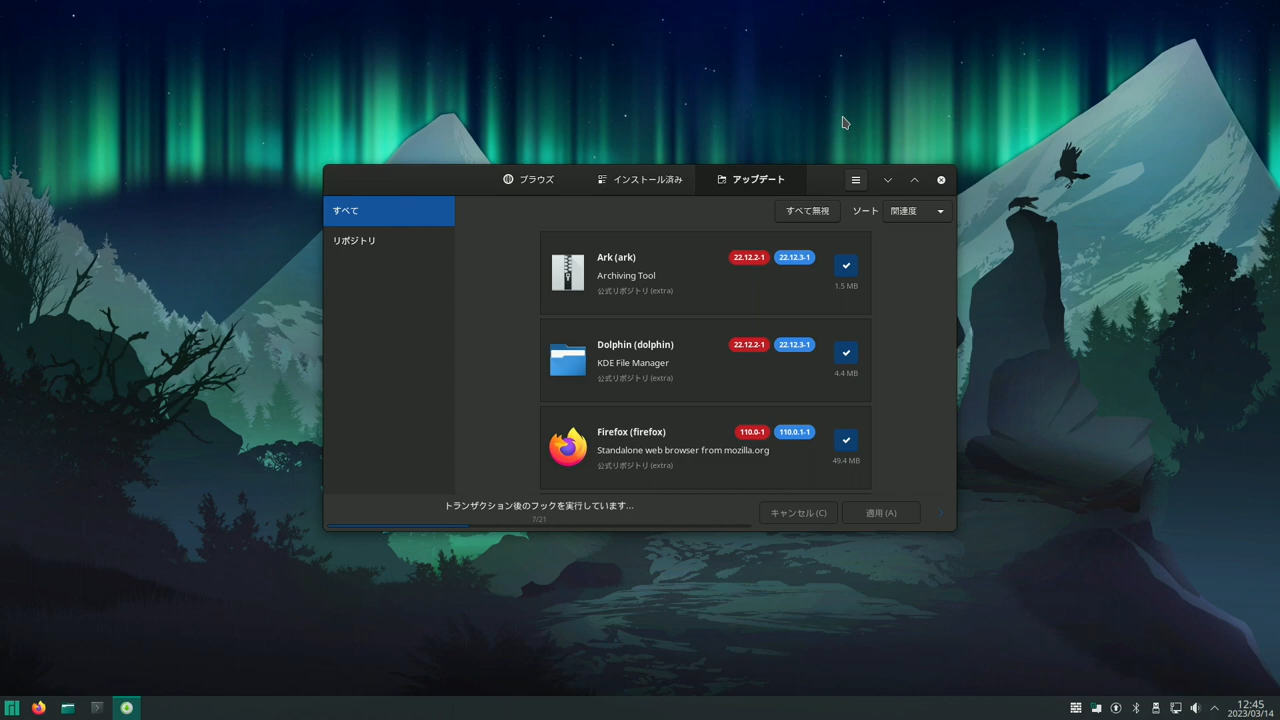 ブラウズ
インストール済み
アップデート
すべて
すべて無視
ソート
関連度
リポジトリ
Ark (ark)
22.12.2-1
22.12.3-1
Archiving Tool
1.5 MB
公式リポジトリ (extra)
Dolphin (dolphin)
22.12.2-1
22.12.3-1
KDE File Manager
4.4 MB
公式リポジトリ (extra)
Firefox (firefox)
110.0-1
110.0.1-1
Standalone web browser from mozilla.org
49.4 MB
公式リポジトリ (extra)
トランザクション後のフックを実行しています...
7/21
キャンセル (C)
適用 (A)
12:45
2023/03/14